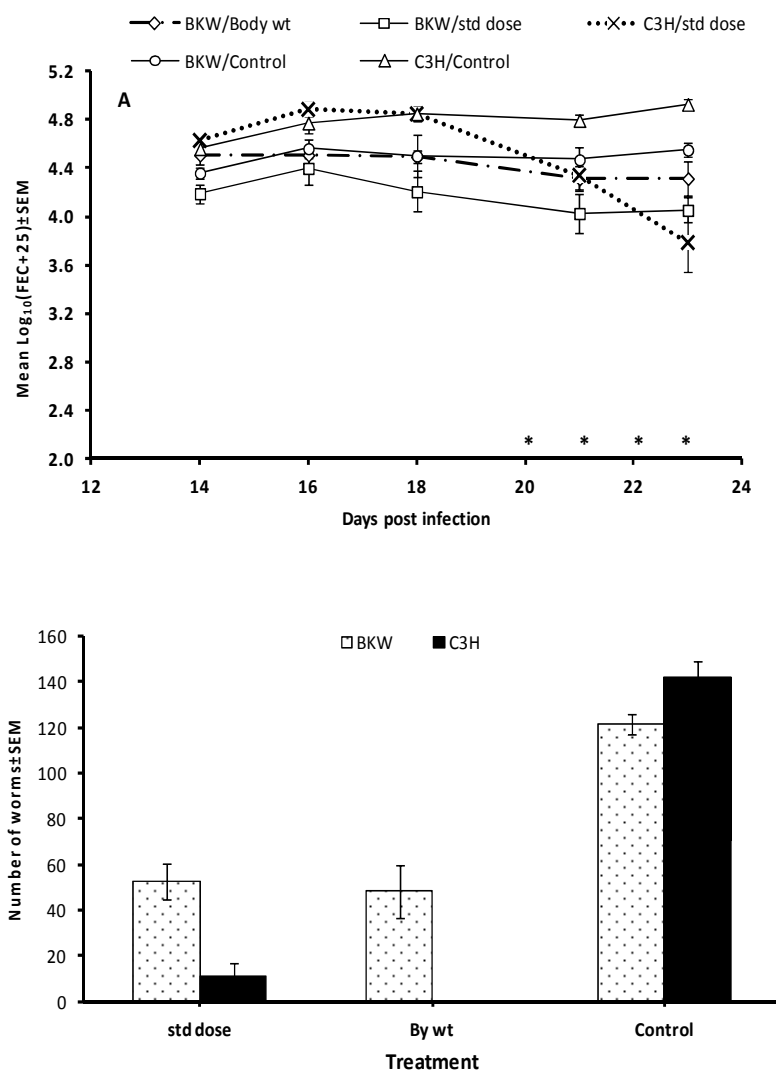 BKW/Body wt BKW/std dose C3H/std dose
BKW/Control C3H/Control
A
Mean Log₁₀(FEC+25)±SEM
5.2
4.8
4.4
4.0
3.6
3.2
2.8
2.4
2.0
* * * *
12 14 16 18 20 22 24
Days post infection
BKW C3H
Number of worms±SEM
160
140
120
100
80
60
40
20
0
std dose By wt Control
Treatment